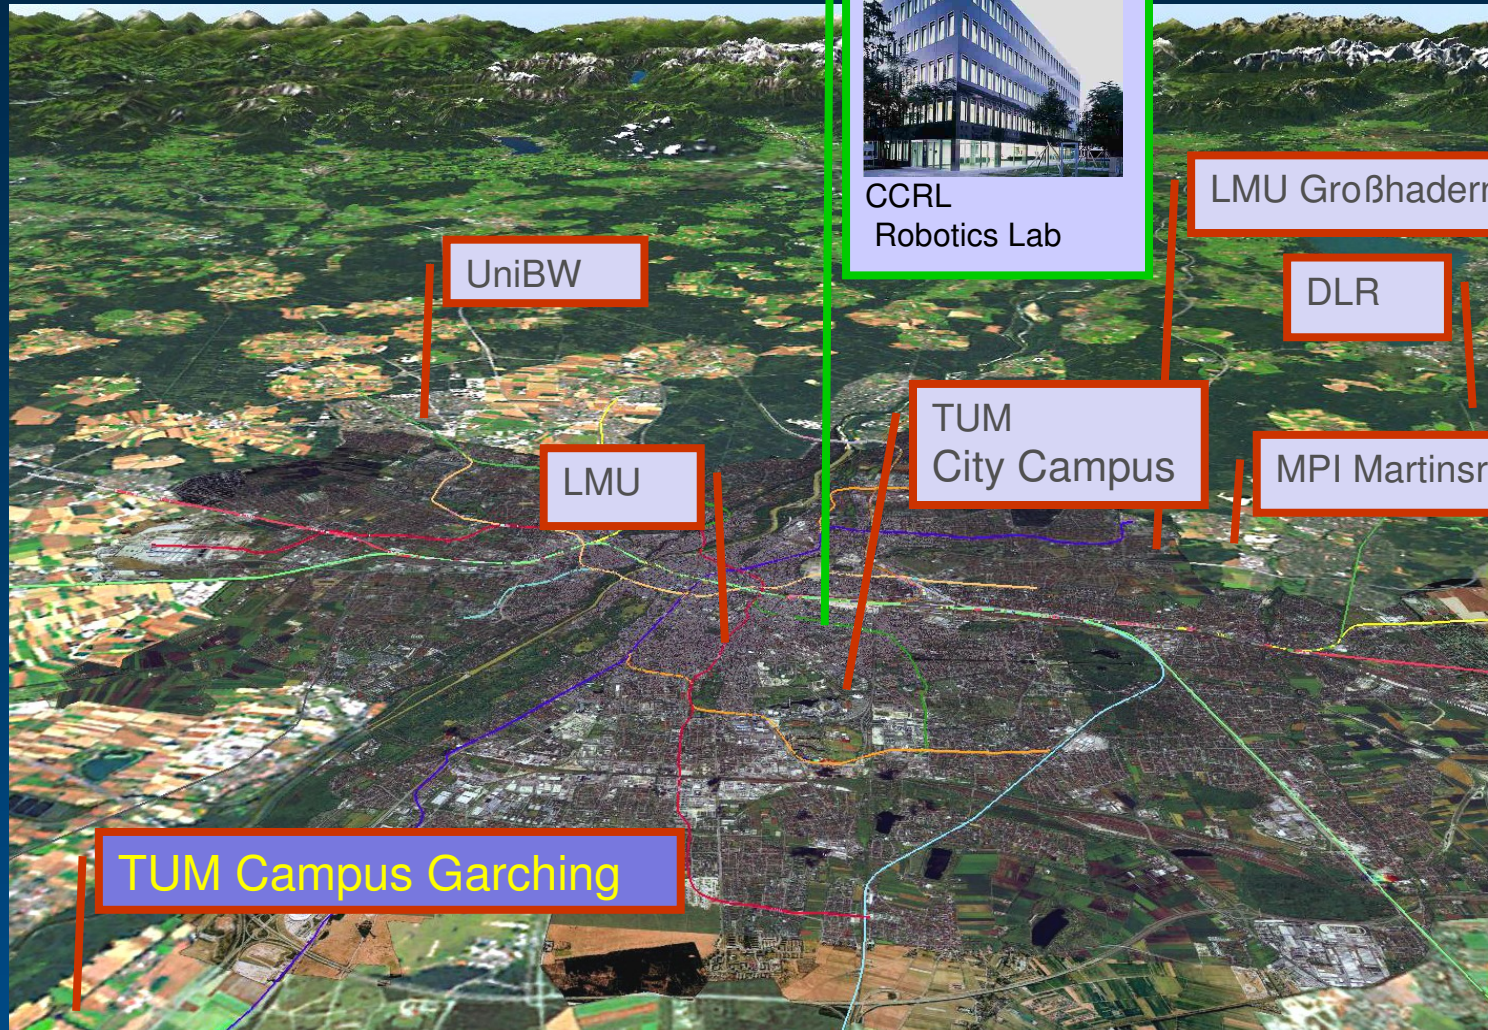 CCRL
Robotics Lab
LMU Großhadern
UniBW
DLR
TUM
City Campus
LMU
MPI Martinsr
TUM Campus Garching